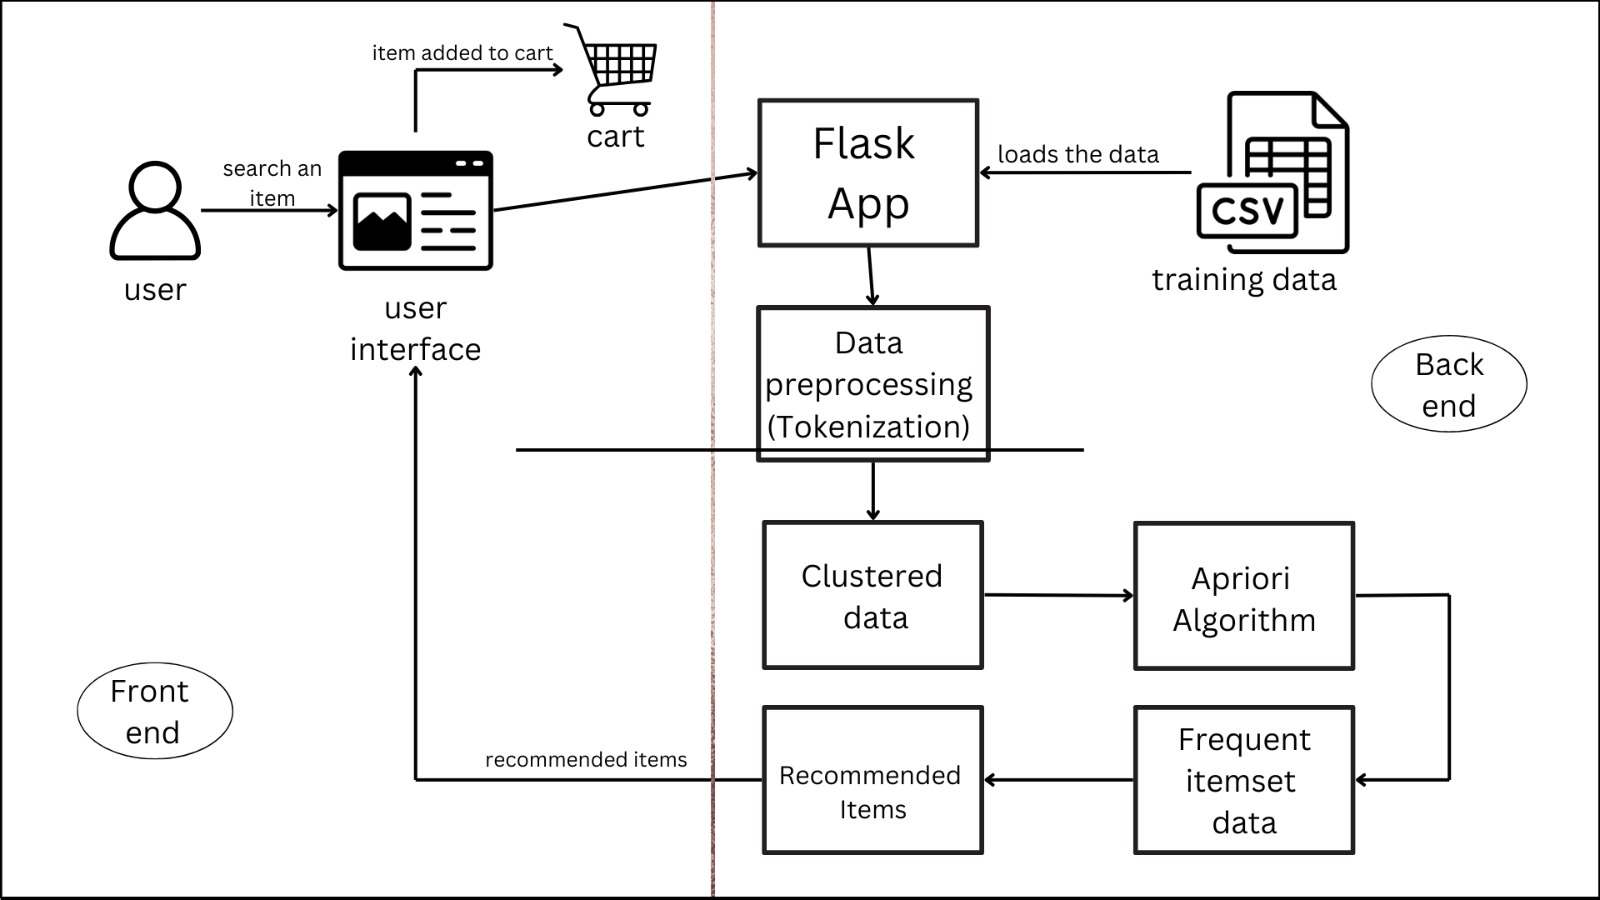 item added to cart
cart
search an
item
user
user
interface
Flask
App
loads the data
CSV
training data
Data
preprocessing
(Tokenization)
Back
end
Clustered
data
Apriori
Algorithm
Front
end
recommended items
Recommended
Items
Frequent
itemset
data